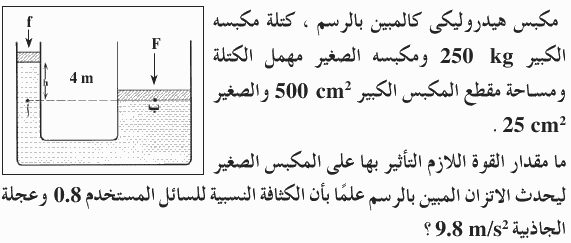 مكبس هيدروليكى كالمبين بالرسم ، كتلة مكبسه
الكبير 250 kg ومكبسه الصغير مهمل الكتلة
ومساحة مقطع المكبس الكبير 500 cm² والصغير
25 cm² .
ما مقدار القوة اللازم التأثير بها على المكبس الصغير
ليحدث الاتزان المبين بالرسم علمًا بأن الكثافة النسبية للسائل المستخدم 0.8 وعجلة
الجاذبية 9.8 m/s² ؟
f
F
4 m
h
أ
ب